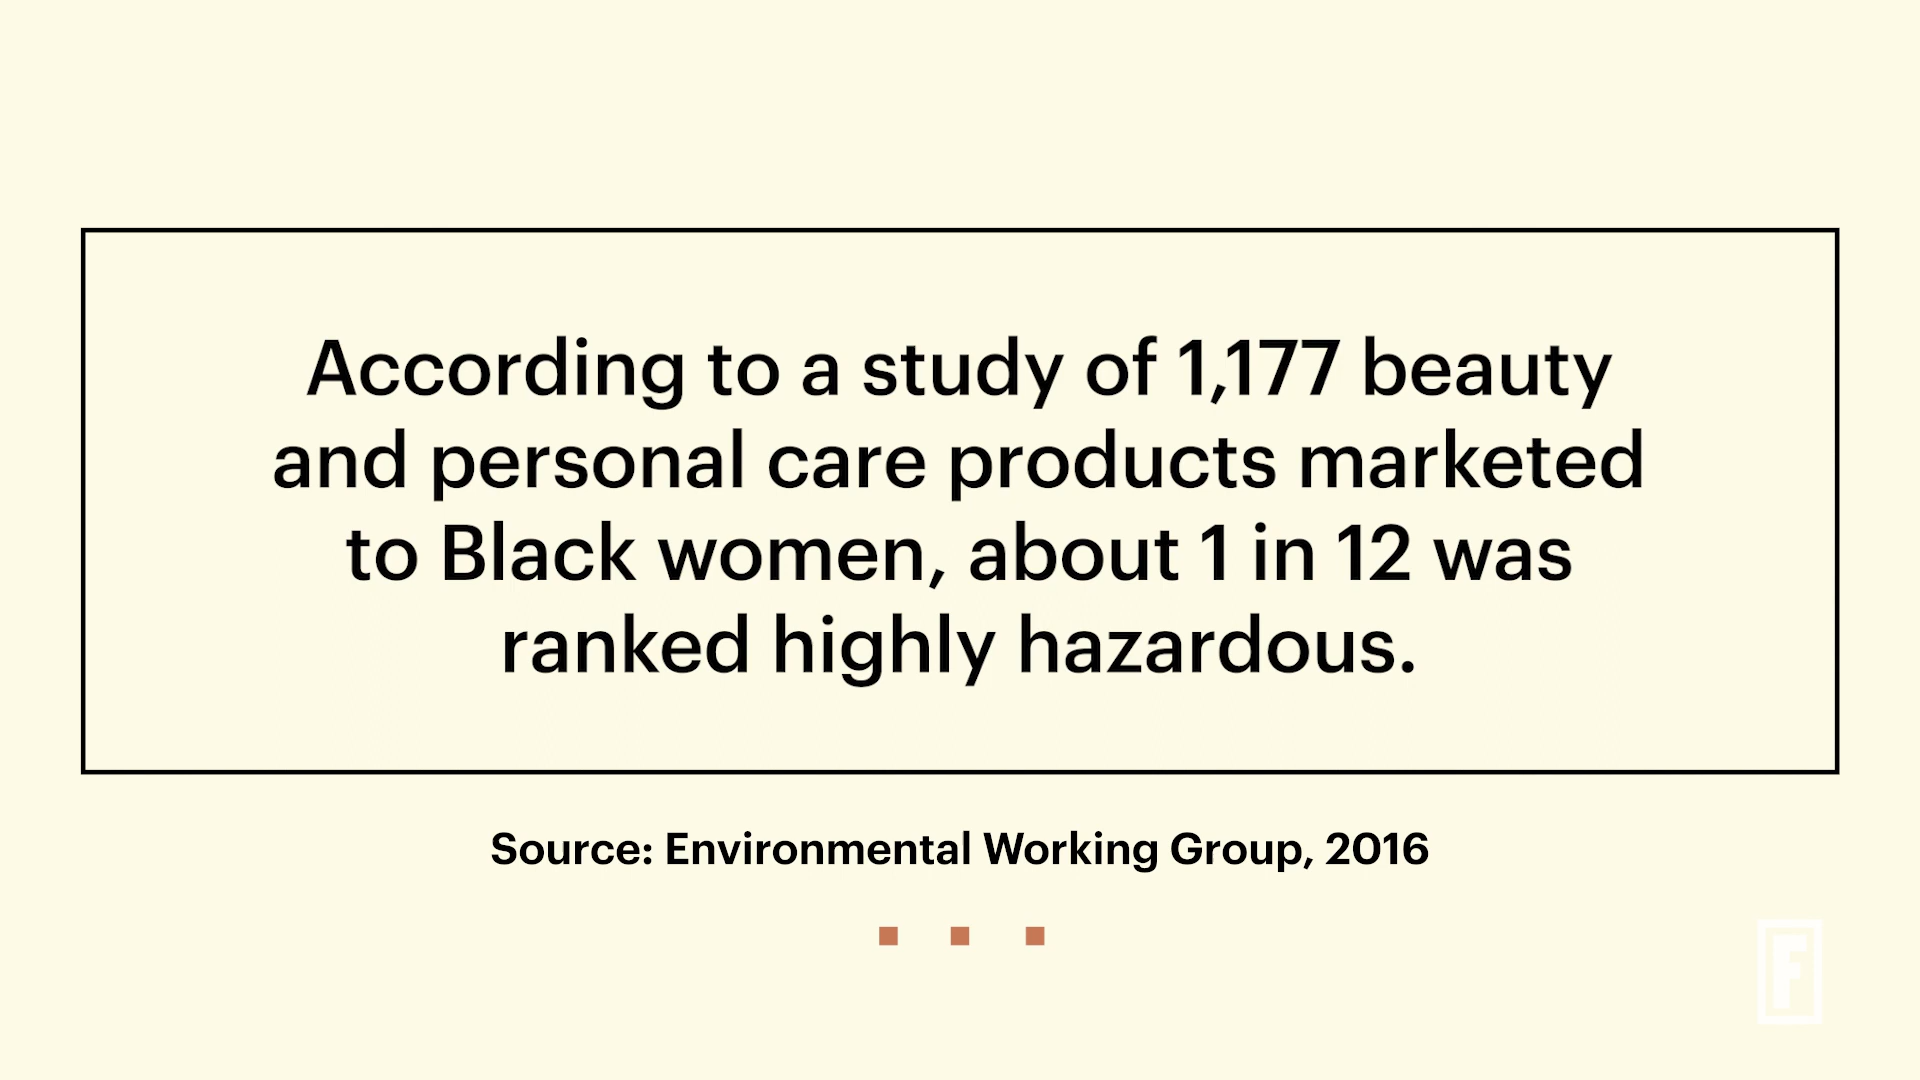 According to a study of 1,177 beauty
and personal care products marketed
to Black women, about 1 in 12 was
ranked highly hazardous.
Source: Environmental Working Group, 2016
F